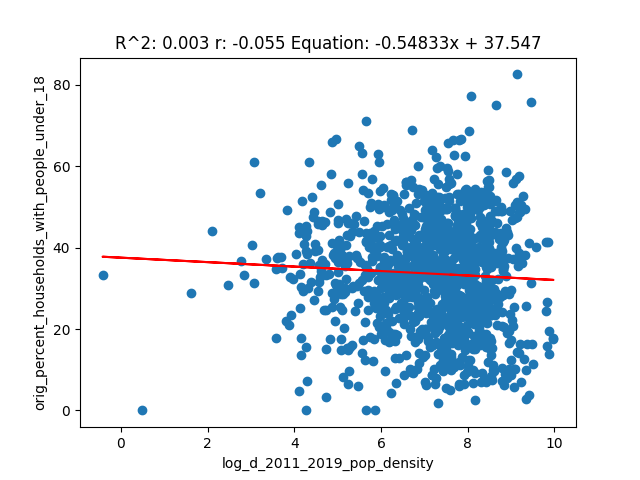 R^2: 0.003 r: -0.055 Equation: -0.54833x + 37.547
orig_percent_households_with_people_under_18
80
60
40
20
0
0 2 4 6 8 10
log_d_2011_2019_pop_density